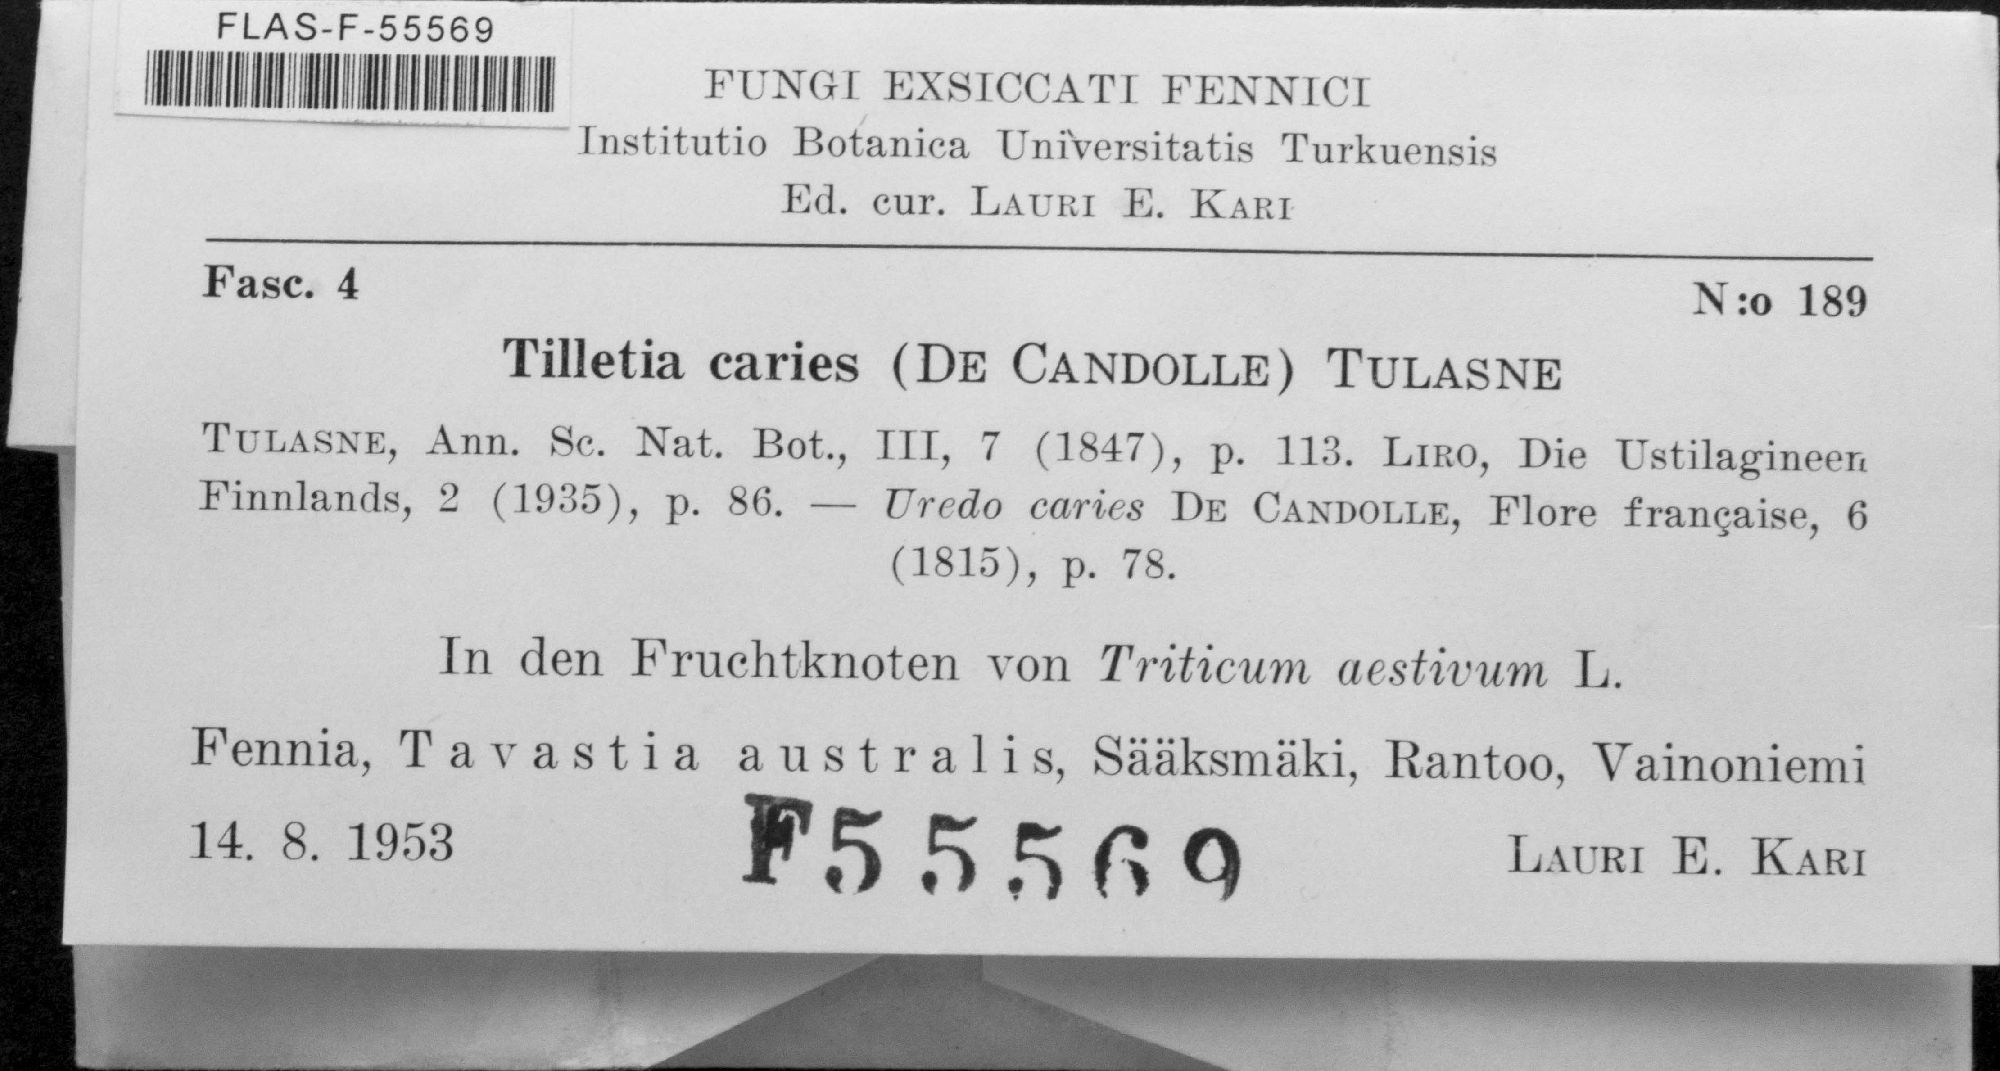 FLAS-F-55569
FUNGI EXSICCATI FENNICI
Institutio Botanica Universitatis Turkuensis
Ed. cur. LAURI E. KARI
Fasc. 4 N:o 189
Tilletia caries (DE CANDOLLE) TULASNE
TULASNE, Ann. Sc. Nat. Bot., III, 7 (1847), p. 113. LIRO, Die Ustilagineen
Finnlands, 2 (1935), p. 86. — Uredo caries DE CANDOLLE, Flore française, 6
(1815), p. 78.
In den Fruchtknoten von Triticum aestivum L.
Fennia, Tavastia australis, Sääksmäki, Rantoo, Vainoniemi
14. 8. 1953 LAURI E. KARI
F55569